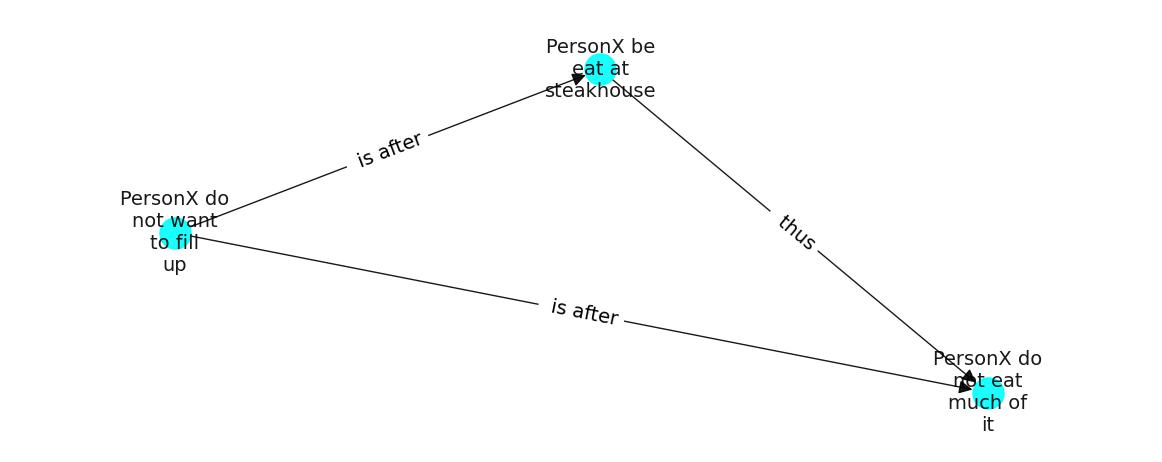 PersonX be
eat at
steakhouse
is after
PersonX do
not want
to fill
up
thus
is after
PersonX do
not eat
much of
it